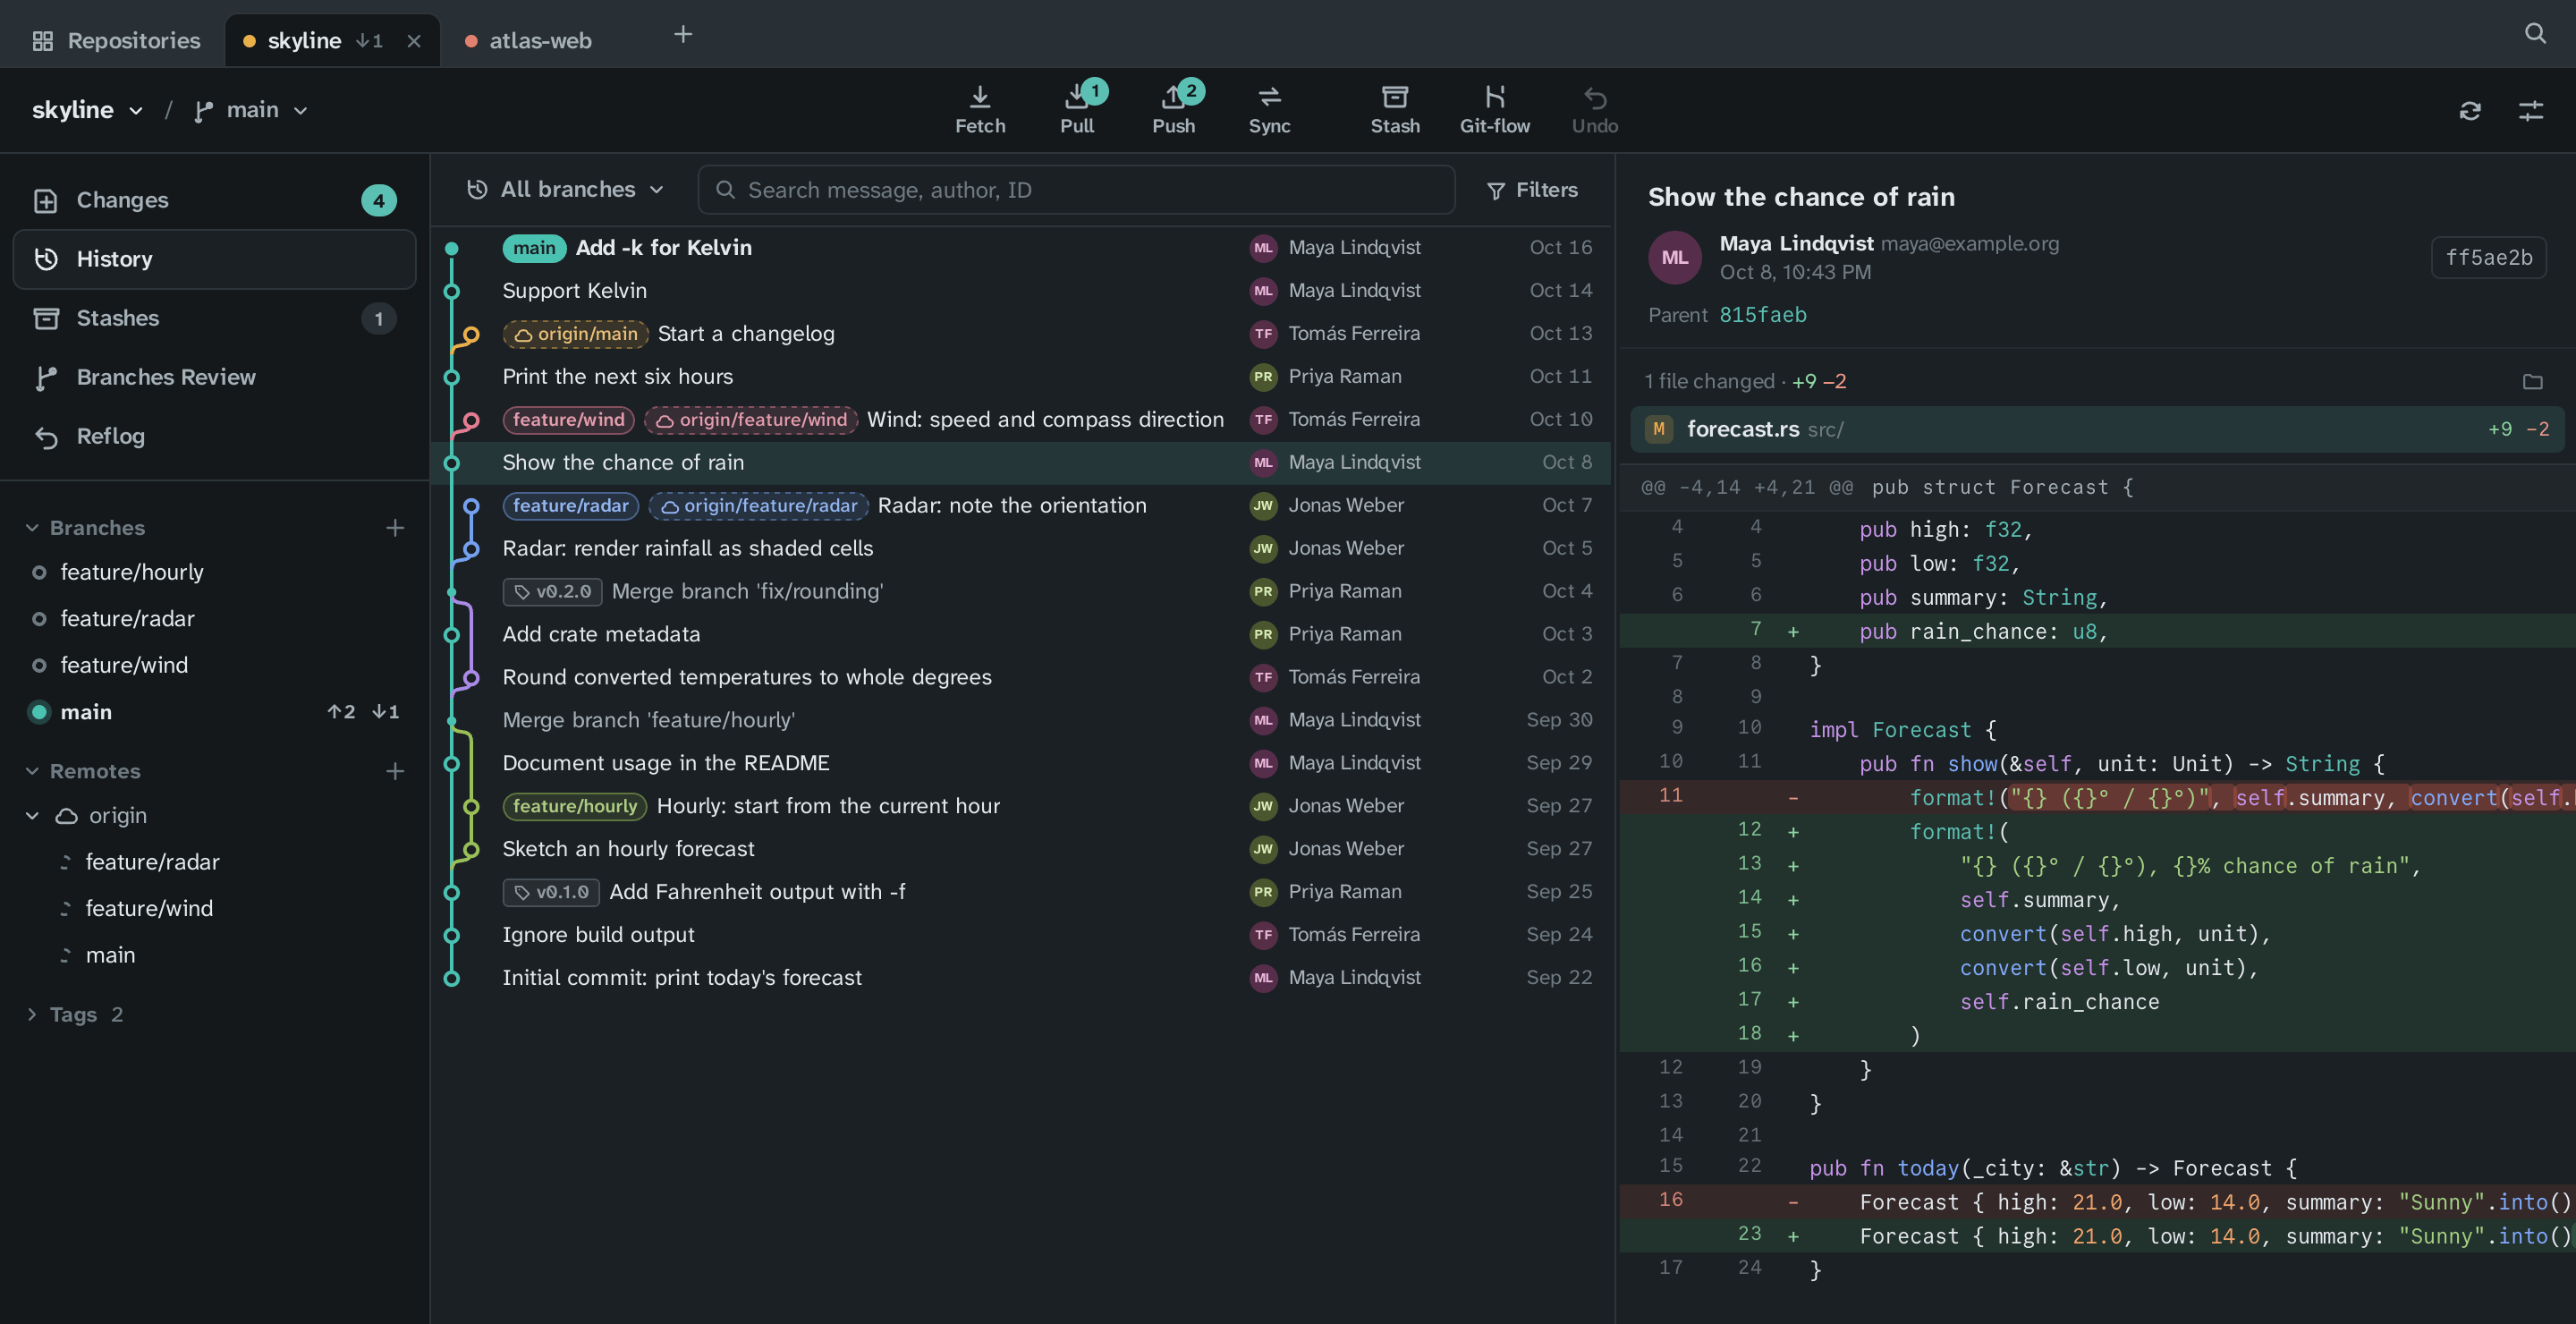 Repositories
skyline ↓1
atlas-web
skyline / main
Fetch
Pull 1
Push 2
Sync
Stash
Git-flow
Undo
Changes 4
History
Stashes 1
Branches Review
Reflog
Branches
feature/hourly
feature/radar
feature/wind
main ↑2 ↓1
Remotes
origin
feature/radar
feature/wind
main
Tags 2
All branches
Search message, author, ID
Filters
main Add -k for Kelvin ML Maya Lindqvist Oct 16
Support Kelvin ML Maya Lindqvist Oct 14
origin/main Start a changelog TF Tomás Ferreira Oct 13
Print the next six hours PR Priya Raman Oct 11
feature/wind origin/feature/wind Wind: speed and compass direction TF Tomás Ferreira Oct 10
Show the chance of rain ML Maya Lindqvist Oct 8
feature/radar origin/feature/radar Radar: note the orientation JW Jonas Weber Oct 7
Radar: render rainfall as shaded cells JW Jonas Weber Oct 5
v0.2.0 Merge branch 'fix/rounding' PR Priya Raman Oct 4
Add crate metadata PR Priya Raman Oct 3
Round converted temperatures to whole degrees TF Tomás Ferreira Oct 2
Merge branch 'feature/hourly' ML Maya Lindqvist Sep 30
Document usage in the README ML Maya Lindqvist Sep 29
feature/hourly Hourly: start from the current hour JW Jonas Weber Sep 27
Sketch an hourly forecast JW Jonas Weber Sep 27
v0.1.0 Add Fahrenheit output with -f PR Priya Raman Sep 25
Ignore build output TF Tomás Ferreira Sep 24
Initial commit: print today's forecast ML Maya Lindqvist Sep 22
Show the chance of rain
ML Maya Lindqvist maya@example.org
Oct 8, 10:43 PM
ff5ae2b
Parent 815faeb
1 file changed · +9 −2
M forecast.rs src/ +9 −2
@@ -4,14 +4,21 @@ pub struct Forecast {
4 4 pub high: f32,
5 5 pub low: f32,
6 6 pub summary: String,
7 + pub rain_chance: u8,
7 8 }
8 9
9 10 impl Forecast {
10 11 pub fn show(&self, unit: Unit) -> String {
11 - format!("{} ({}° / {}°)", self.summary, convert(self.
12 + format!(
13 + "{} ({}° / {}°), {}% chance of rain",
14 + self.summary,
15 + convert(self.high, unit),
16 + convert(self.low, unit),
17 + self.rain_chance
18 + )
12 19 }
13 20 }
14 21
15 22 pub fn today(_city: &str) -> Forecast {
16 - Forecast { high: 21.0, low: 14.0, summary: "Sunny".into()
23 + Forecast { high: 21.0, low: 14.0, summary: "Sunny".into()
17 24 }